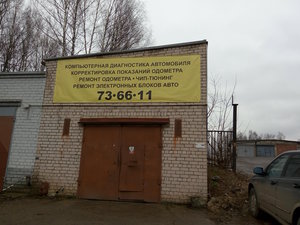 КОМПЬЮТЕРНАЯ ДИАГНОСТИКА АВТОМОБИЛЯ
КОРРЕКТИРОВКА ПОКАЗАНИЙ ОДОМЕТРА
РЕМОНТ ОДОМЕТРА • ЧИП-ТЮНИНГ
РЕМОНТ ЭЛЕКТРОННЫХ БЛОКОВ АВТО
73•66•11